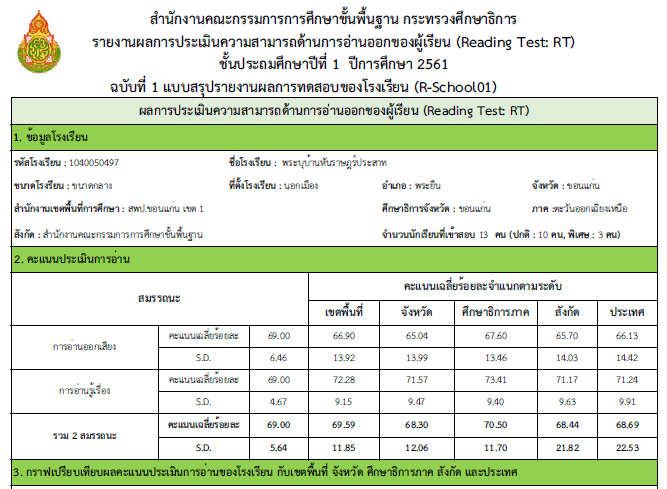 สำนักงานคณะกรรมการการศึกษาขั้นพื้นฐาน กระทรวงศึกษาธิการ
รายงานผลการประเมินความสามารถด้านการอ่านออกของผู้เรียน (Reading Test: RT)
ชั้นประถมศึกษาปีที่ 1 ปีการศึกษา 2561
ฉบับที่ 1 แบบสรุปรายงานผลการทดสอบของโรงเรียน (R-School01)
ผลการประเมินความสามารถด้านการอ่านออกของผู้เรียน (Reading Test: RT)
1. ข้อมูลโรงเรียน
รหัสโรงเรียน : 1040050497 ชื่อโรงเรียน : พระบุบ้านหันราษฎร์ประสาท
ขนาดโรงเรียน : ขนาดกลาง ที่ตั้งโรงเรียน : นอกเมือง อำเภอ : พระยืน จังหวัด : ขอนแก่น
สำนักงานเขตพื้นที่การศึกษา : สพป.ขอนแก่น เขต 1 ศึกษาธิการจังหวัด : ขอนแก่น ภาค :ตะวันออกเฉียงเหนือ
สังกัด : สำนักงานคณะกรรมการการศึกษาขั้นพื้นฐาน จำนวนนักเรียนที่เข้าสอบ 13 คน (ปกติ : 10 คน, พิเศษ : 3 คน)
2. คะแนนประเมินการอ่าน
สมรรถนะ คะแนนเฉลี่ยร้อยละจำแนกตามระดับ
เขตพื้นที่ จังหวัด ศึกษาธิการภาค สังกัด ประเทศ
การอ่านออกเสียง คะแนนเฉลี่ยร้อยละ 69.00 66.90 65.04 67.60 65.70 66.13
S.D. 6.46 13.92 13.99 13.46 14.03 14.42
การอ่านรู้เรื่อง คะแนนเฉลี่ยร้อยละ 69.00 72.28 71.57 73.41 71.17 71.24
S.D. 4.67 9.15 9.47 9.40 9.63 9.91
รวม 2 สมรรถนะ คะแนนเฉลี่ยร้อยละ 69.00 69.59 68.30 70.50 68.44 68.69
S.D. 5.64 11.85 12.06 11.70 21.82 22.53
3. กราฟเปรียบเทียบผลคะแนนประเมินการอ่านของโรงเรียน กับเขตพื้นที่ จังหวัด ศึกษาธิการภาค สังกัด และประเทศ